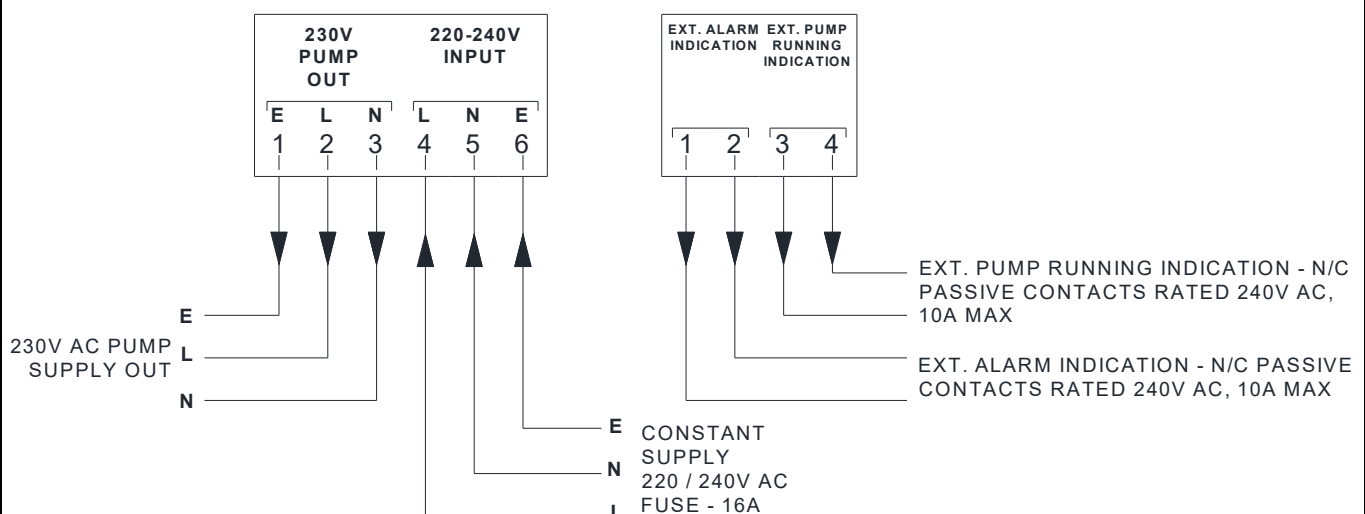 230V
PUMP
OUT
220-240V
INPUT
E L N L N E
1 2 3 4 5 6
EXT. ALARM
INDICATION
EXT. PUMP
RUNNING
INDICATION
1 2 3 4
E
230V AC PUMP
SUPPLY OUT
L
N
EXT. PUMP RUNNING INDICATION - N/C
PASSIVE CONTACTS RATED 240V AC,
10A MAX
EXT. ALARM INDICATION - N/C PASSIVE
CONTACTS RATED 240V AC, 10A MAX
E
N
CONSTANT
SUPPLY
220 / 240V AC
FUSE - 16A